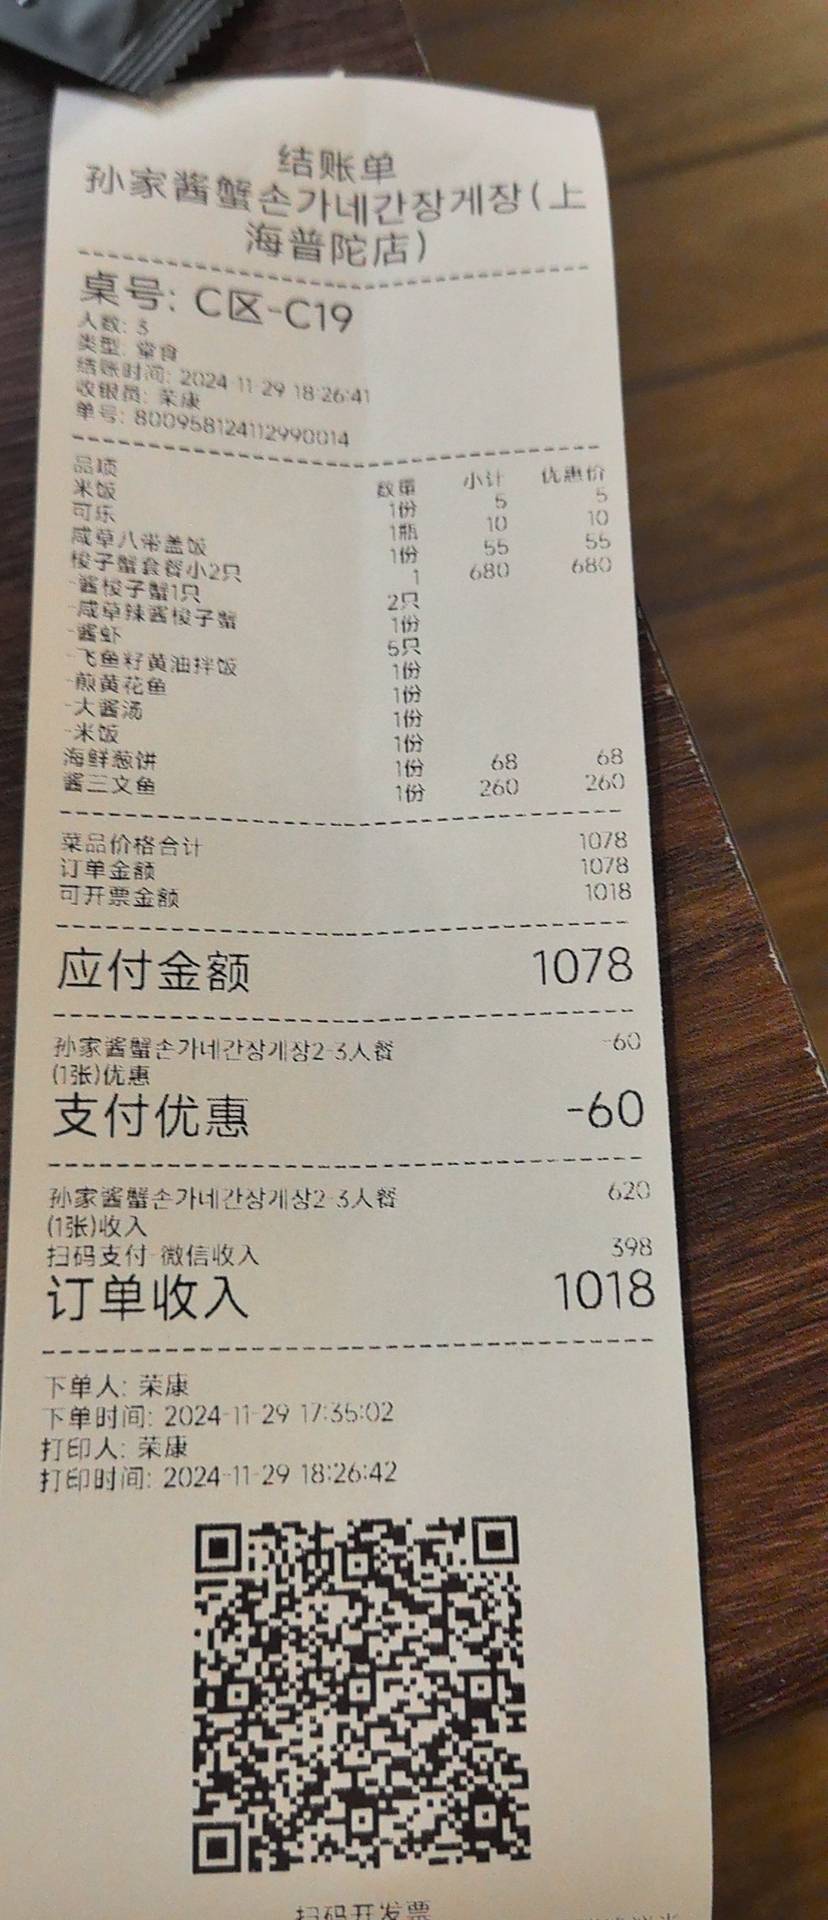 结账单
孙家酱蟹손가네간장게장(上
海普陀店)
桌号: C区-C19
人数: 3
类型: 堂食
结账时间: 2024-11-29 18:26:41
收银员: 荣康
单号: 800958124112990014
品项 数量 小计 优惠价
米饭 1份 5 5
可乐 1瓶 10 10
咸草八带盖饭 1份 55 55
梭子蟹套餐小2只 1 680 680
-酱梭子蟹1只 2只
-咸草辣酱梭子蟹 1份
-酱虾 5只
-飞鱼籽黄油拌饭 1份
-煎黄花鱼 1份
-大酱汤 1份
-米饭 1份
海鲜葱饼 1份 68 68
酱三文鱼 1份 260 260
菜品价格合计 1078
订单金额 1078
可开票金额 1018
应付金额 1078
孙家酱蟹손가네간장게장2-3人餐 -60
(1张)优惠
支付优惠 -60
孙家酱蟹손가네간장게장2-3人餐 620
(1张)收入
扫码支付-微信收入 398
订单收入 1018
下单人: 荣康
下单时间: 2024-11-29 17:35:02
打印人: 荣康
打印时间: 2024-11-29 18:26:42
扫码开发票